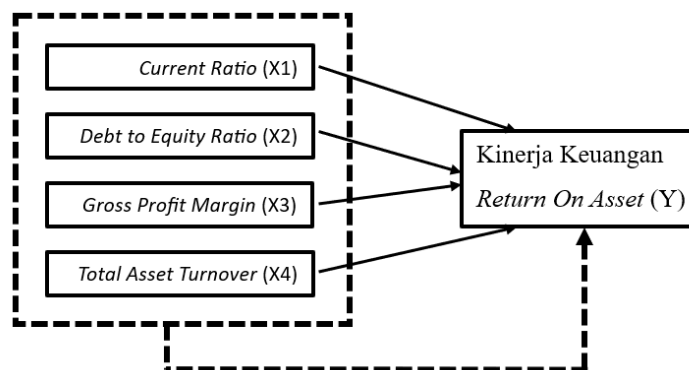 Current Ratio (X1)
Debt to Equity Ratio (X2)
Gross Profit Margin (X3)
Total Asset Turnover (X4)
Kinerja Keuangan
Return On Asset (Y)